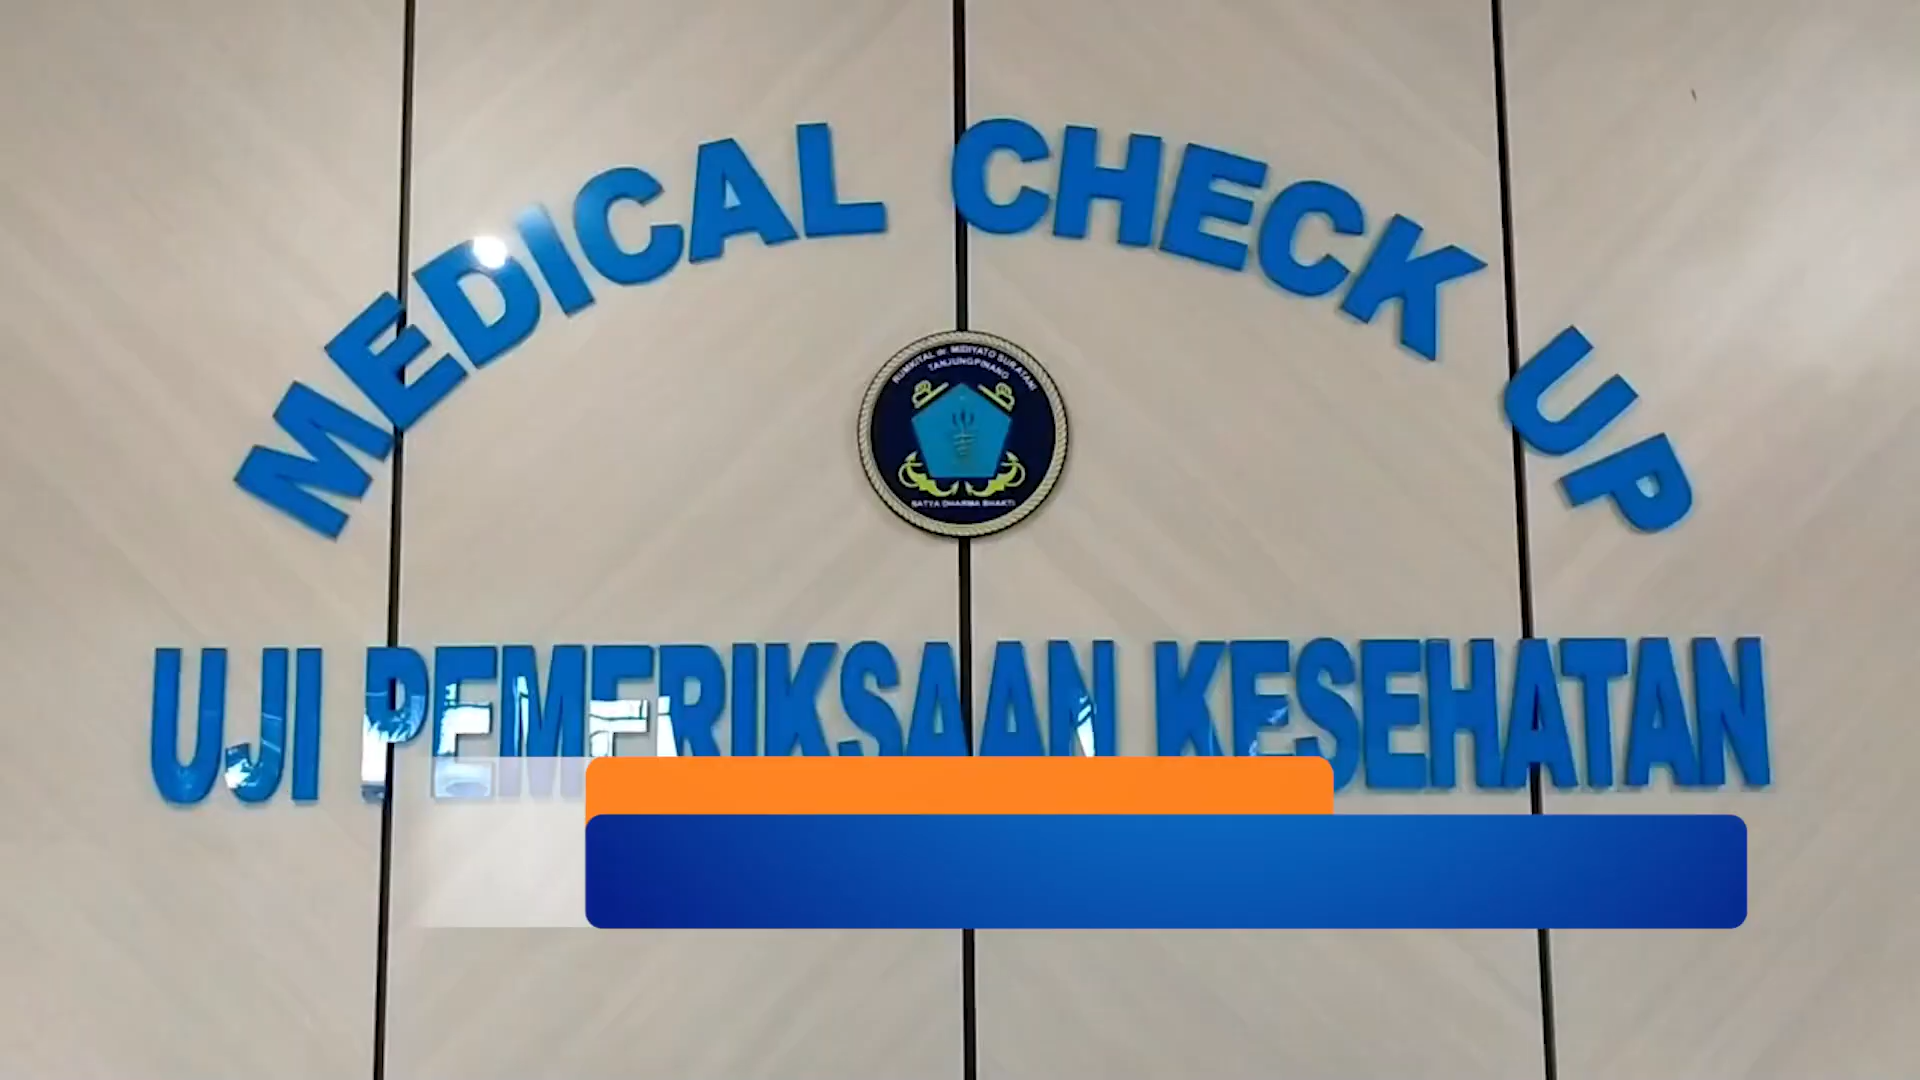 MEDICAL CHECK UP
RUMKITAL dr. MIDIYATO SURATANI
TANJUNGPINANG
SATYA DHARMA BHAKTI
UJI PEMERIKSAAN KESEHATAN